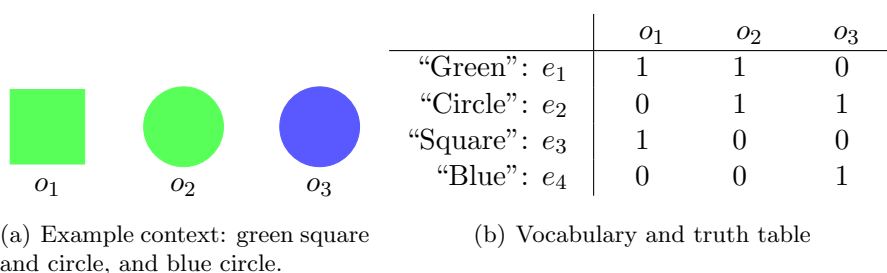 o₁ o₂ o₃
(a) Example context: green square
and circle, and blue circle.
o₁ o₂ o₃
“Green”: e₁ 1 1 0
“Circle”: e₂ 0 1 1
“Square”: e₃ 1 0 0
“Blue”: e₄ 0 0 1
(b) Vocabulary and truth table